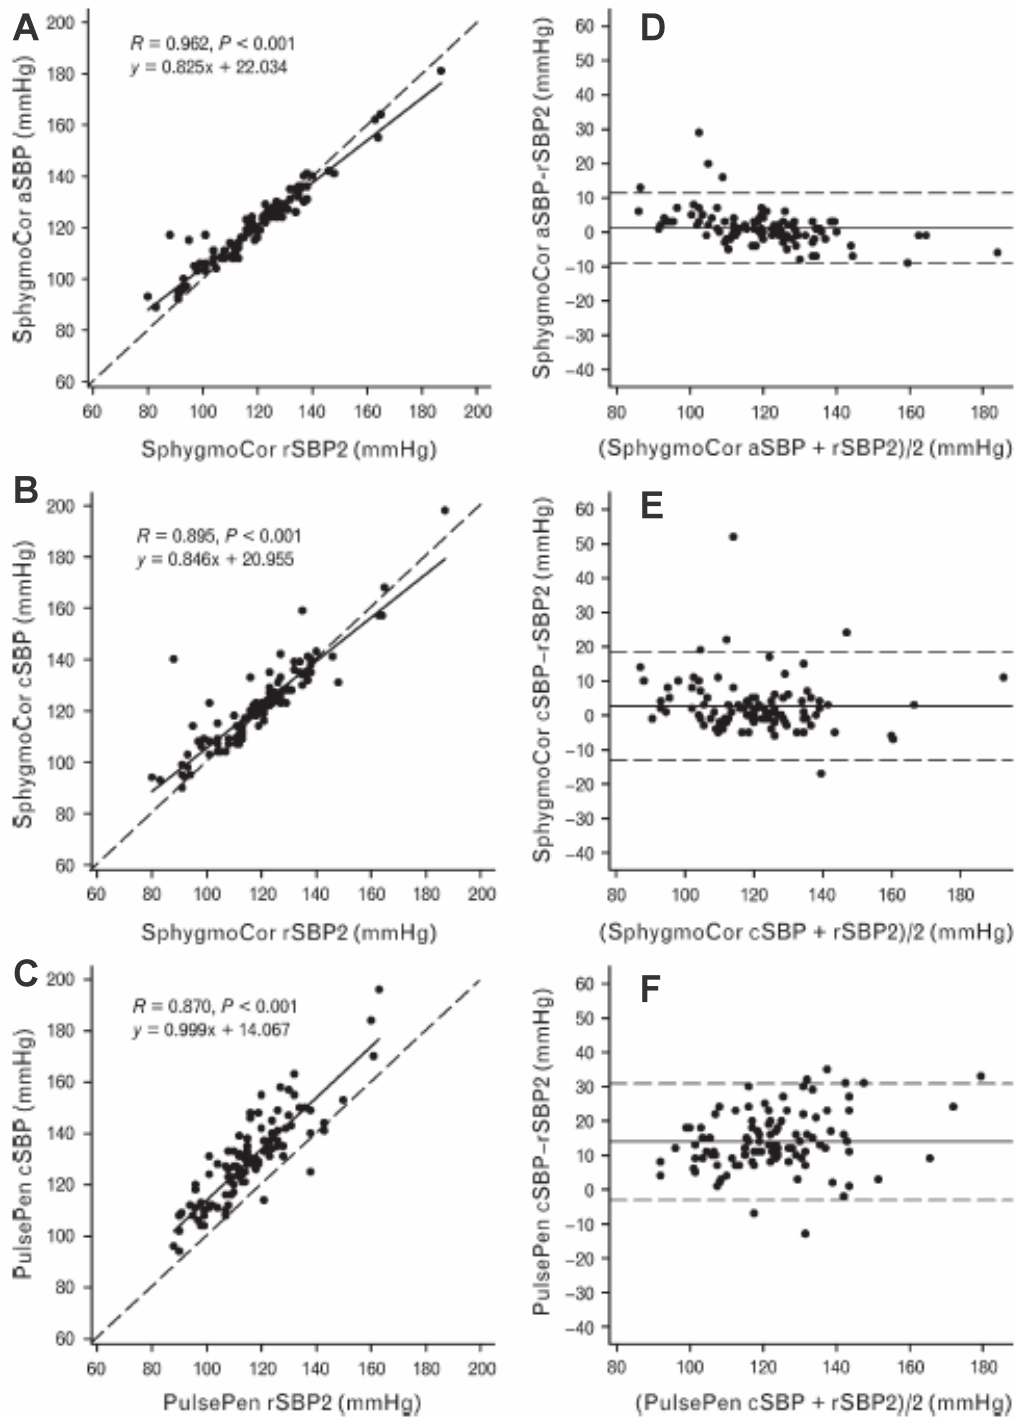 A
R = 0.962, P < 0.001
y = 0.825x + 22.034
SphygmoCor aSBP (mmHg)
200
180
160
140
120
100
80
60
60 80 100 120 140 160 180 200
SphygmoCor rSBP2 (mmHg)
D
SphygmoCor aSBP-rSBP2 (mmHg)
60
50
40
30
20
10
0
−10
−20
−30
−40
80 100 120 140 160 180
(SphygmoCor aSBP + rSBP2)/2 (mmHg)
B
R = 0.895, P < 0.001
y = 0.846x + 20.955
SphygmoCor cSBP (mmHg)
200
180
160
140
120
100
80
60
60 80 100 120 140 160 180 200
SphygmoCor rSBP2 (mmHg)
E
SphygmoCor cSBP−rSBP2 (mmHg)
60
50
40
30
20
10
0
−10
−20
−30
−40
80 100 120 140 160 180
(SphygmoCor cSBP + rSBP2)/2 (mmHg)
C
R = 0.870, P < 0.001
y = 0.999x + 14.067
PulsePen cSBP (mmHg)
200
180
160
140
120
100
80
60
60 80 100 120 140 160 180 200
PulsePen rSBP2 (mmHg)
F
PulsePen cSBP−rSBP2 (mmHg)
60
50
40
30
20
10
0
−10
−20
−30
−40
80 100 120 140 160 180
(PulsePen cSBP + rSBP2)/2 (mmHg)